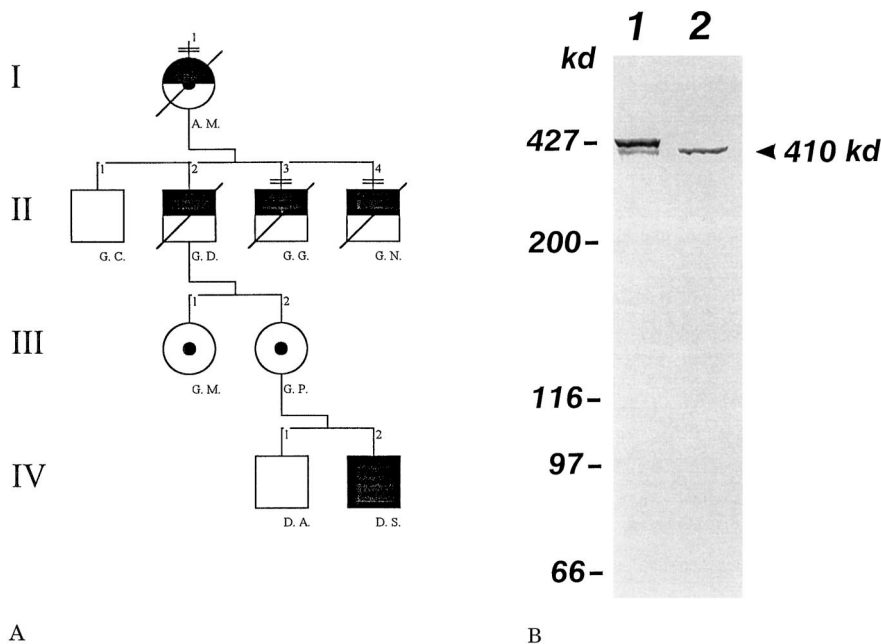 I
1
A. M.
1
2
3
4
II
G. C.
G. D.
G. G.
G. N.
1
2
III
G. M.
G. P.
1
2
IV
D. A.
D. S.
A
1 2
kd
427
410 kd
200
116
97
66
B